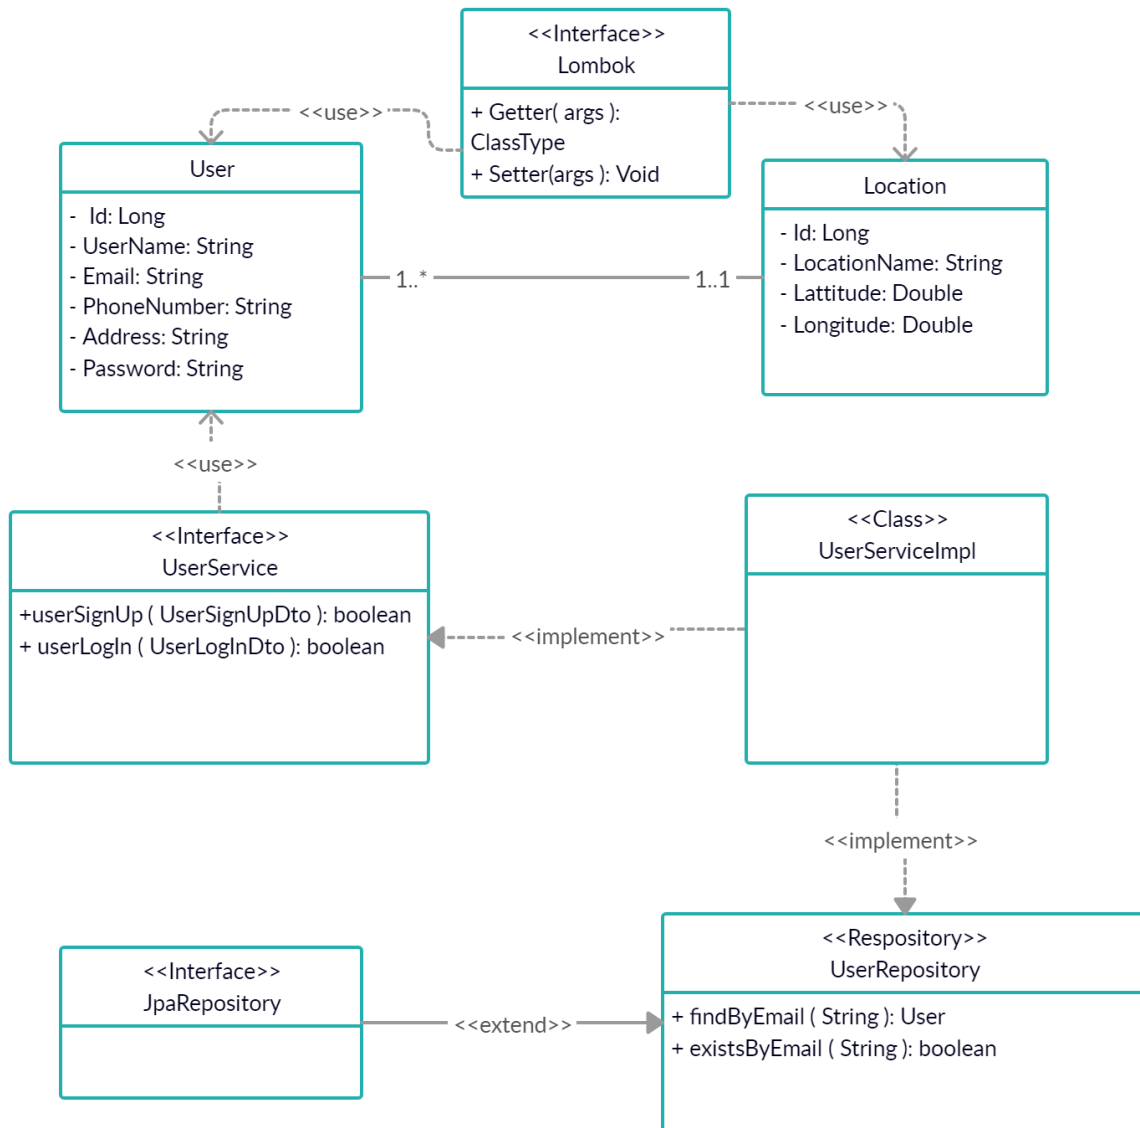 <<Interface>>
Lombok
+ Getter( args ):
ClassType
+ Setter(args ): Void
<<use>>
<<use>>
User
- Id: Long
- UserName: String
- Email: String
- PhoneNumber: String
- Address: String
- Password: String
1..*
1..1
Location
- Id: Long
- LocationName: String
- Lattitude: Double
- Longitude: Double
<<use>>
<<Interface>>
UserService
+userSignUp ( UserSignUpDto ): boolean
+ userLogIn ( UserLogInDto ): boolean
<<implement>>
<<Class>>
UserServiceImpl
<<implement>>
<<Interface>>
JpaRepository
<<extend>>
<<Respository>>
UserRepository
+ findByEmail ( String ): User
+ existsByEmail ( String ): boolean